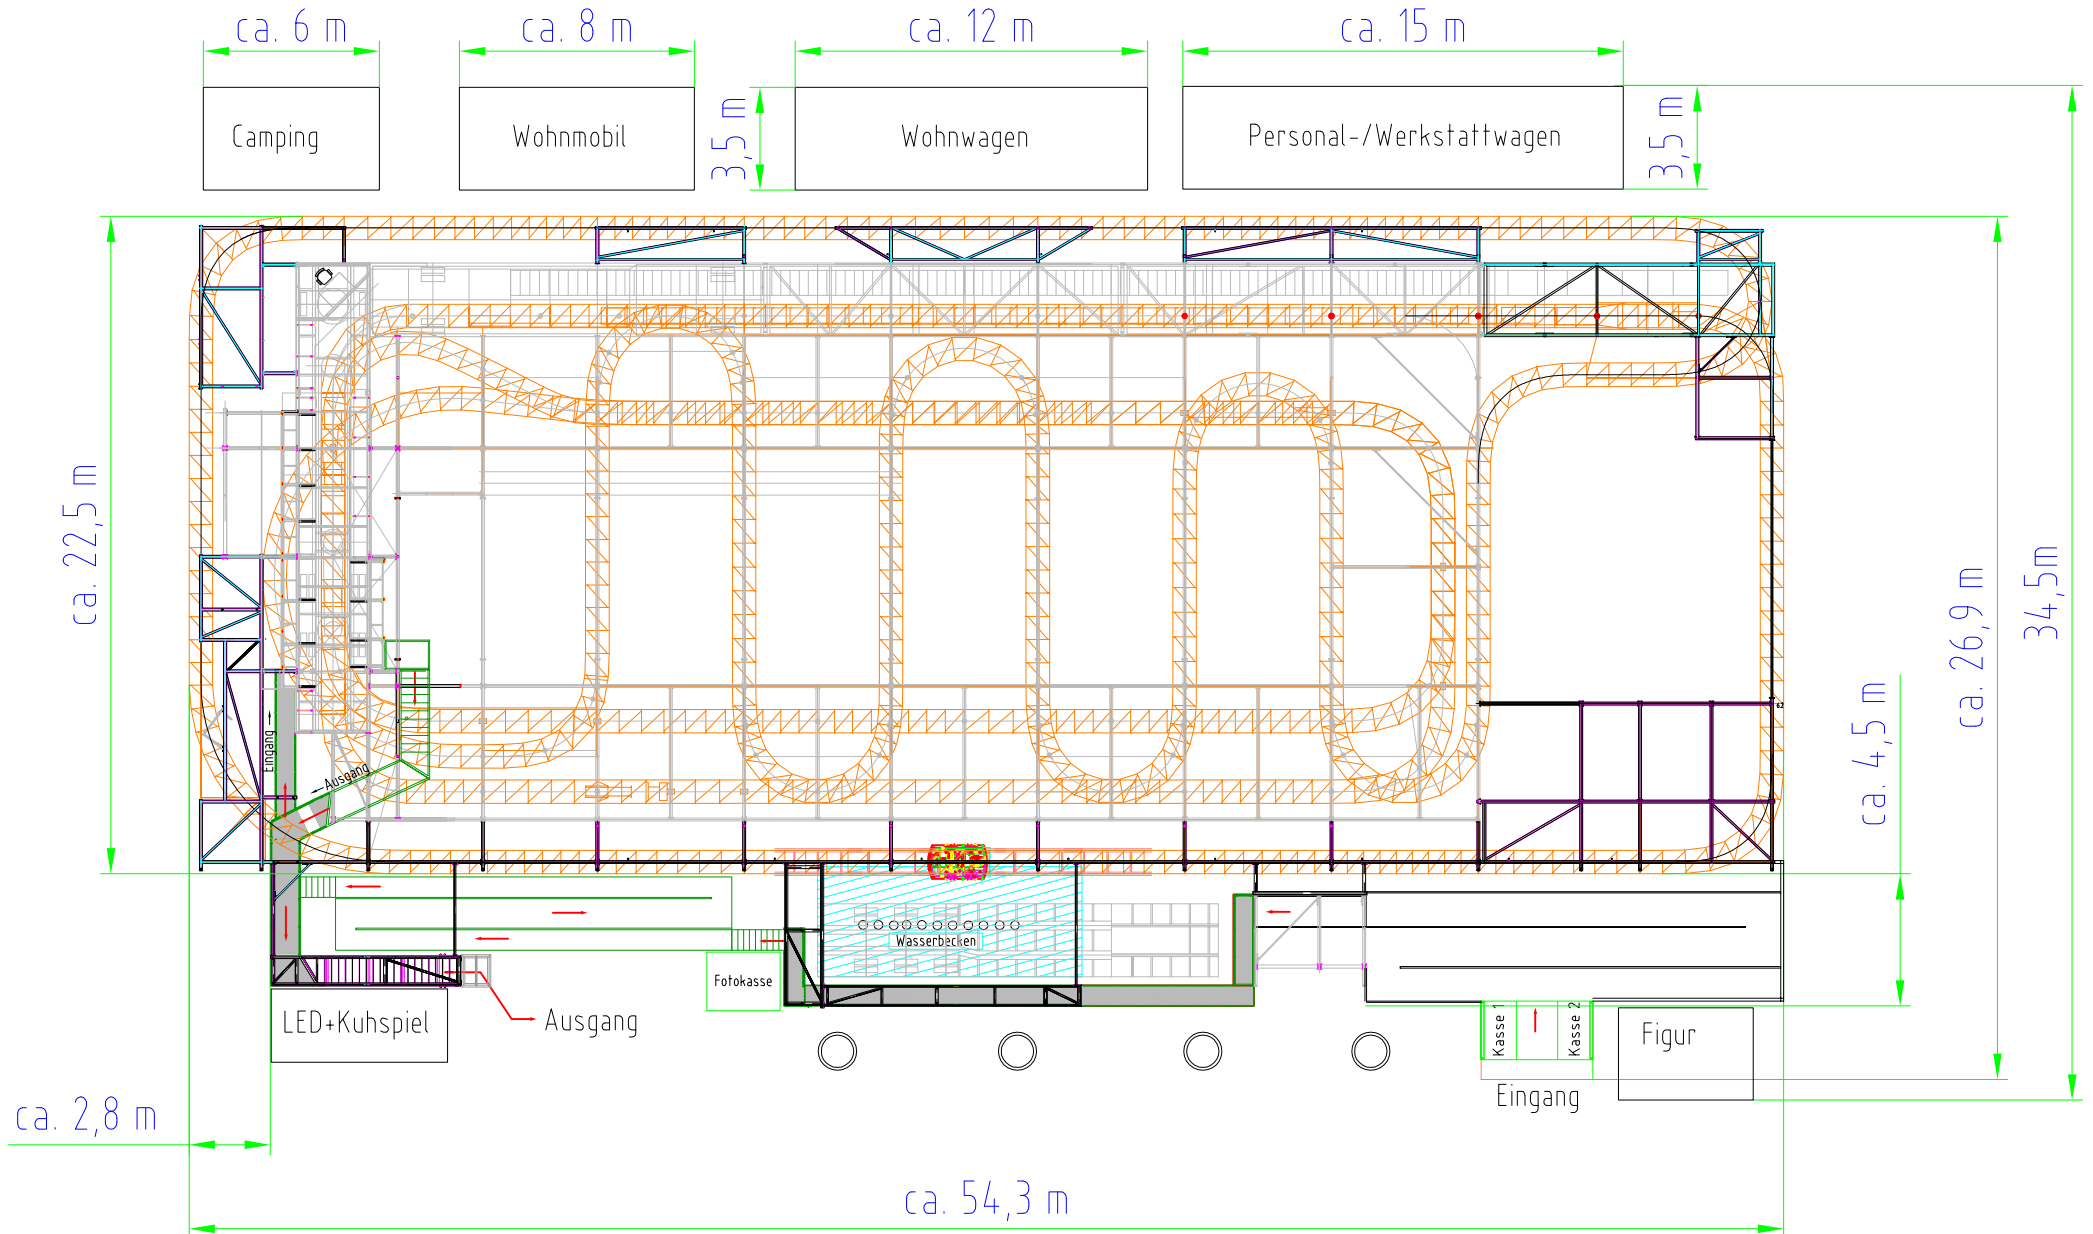 ca. 6 m
ca. 8 m
ca. 12 m
ca. 15 m
Camping
Wohnmobil
3,5 m
Wohnwagen
Personal-/Werkstattwagen
3,5 m
ca. 22,5 m
34,5m
ca. 26,9 m
ca. 4,5 m
62
Eingang
Ausgang
Wasserbecken
Fotokasse
LED+Kuhspiel
Ausgang
Kasse 1
Kasse 2
Figur
Eingang
ca. 2,8 m
ca. 54,3 m